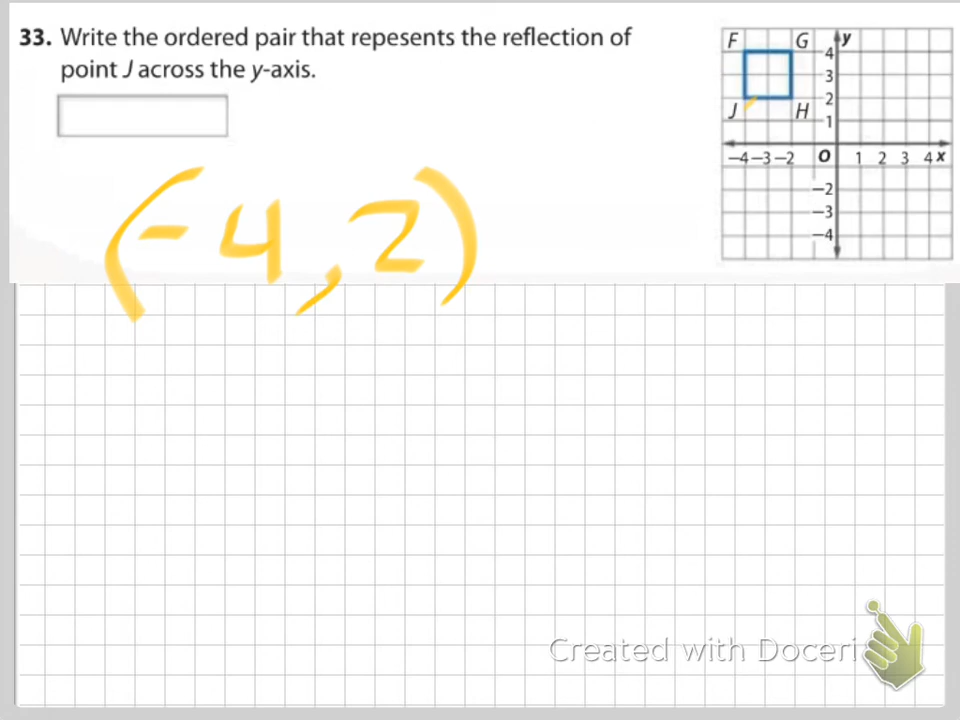 33. Write the ordered pair that repesents the reflection of
point J across the y-axis.
(-4,2)
F G y
4
3
2
J H 1
−4 −3 −2 O 1 2 3 4 x
−2
−3
−4
Created with Doceri